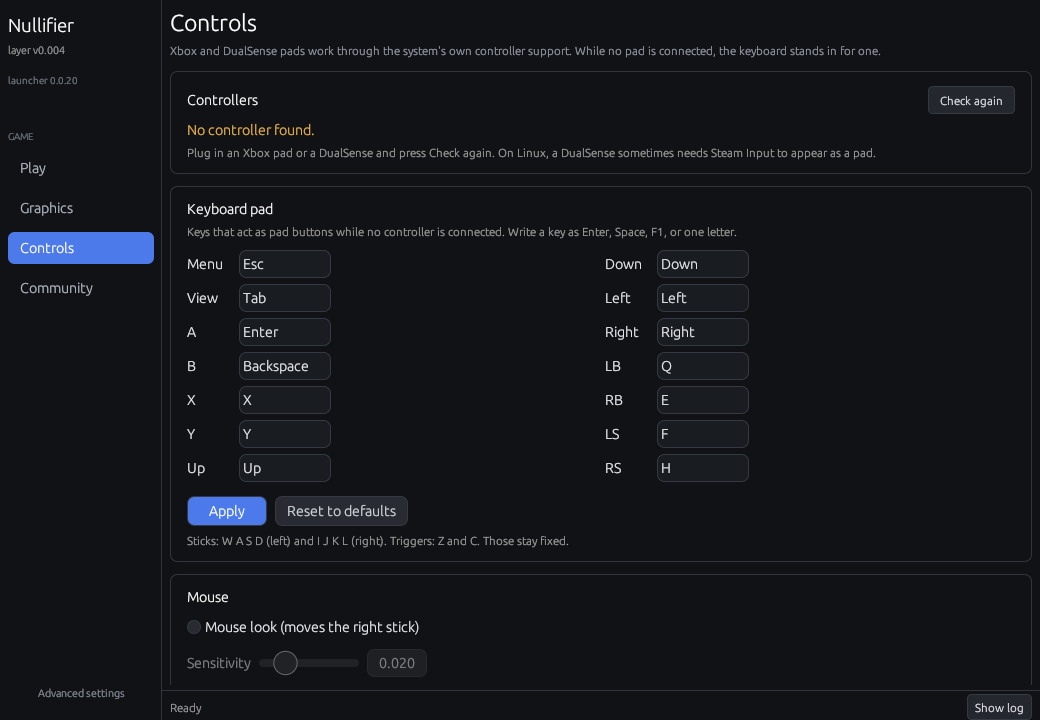 Nullifier
layer v0.004
launcher 0.0.20
GAME
Play
Graphics
Controls
Community
Advanced settings
Controls
Xbox and DualSense pads work through the system's own controller support. While no pad is connected, the keyboard stands in for one.
Controllers
Check again
No controller found.
Plug in an Xbox pad or a DualSense and press Check again. On Linux, a DualSense sometimes needs Steam Input to appear as a pad.
Keyboard pad
Keys that act as pad buttons while no controller is connected. Write a key as Enter, Space, F1, or one letter.
Menu Esc Down Down
View Tab Left Left
A Enter Right Right
B Backspace LB Q
X X RB E
Y Y LS F
Up Up RS H
Apply Reset to defaults
Sticks: W A S D (left) and I J K L (right). Triggers: Z and C. Those stay fixed.
Mouse
Mouse look (moves the right stick)
Sensitivity 0.020
Ready Show log